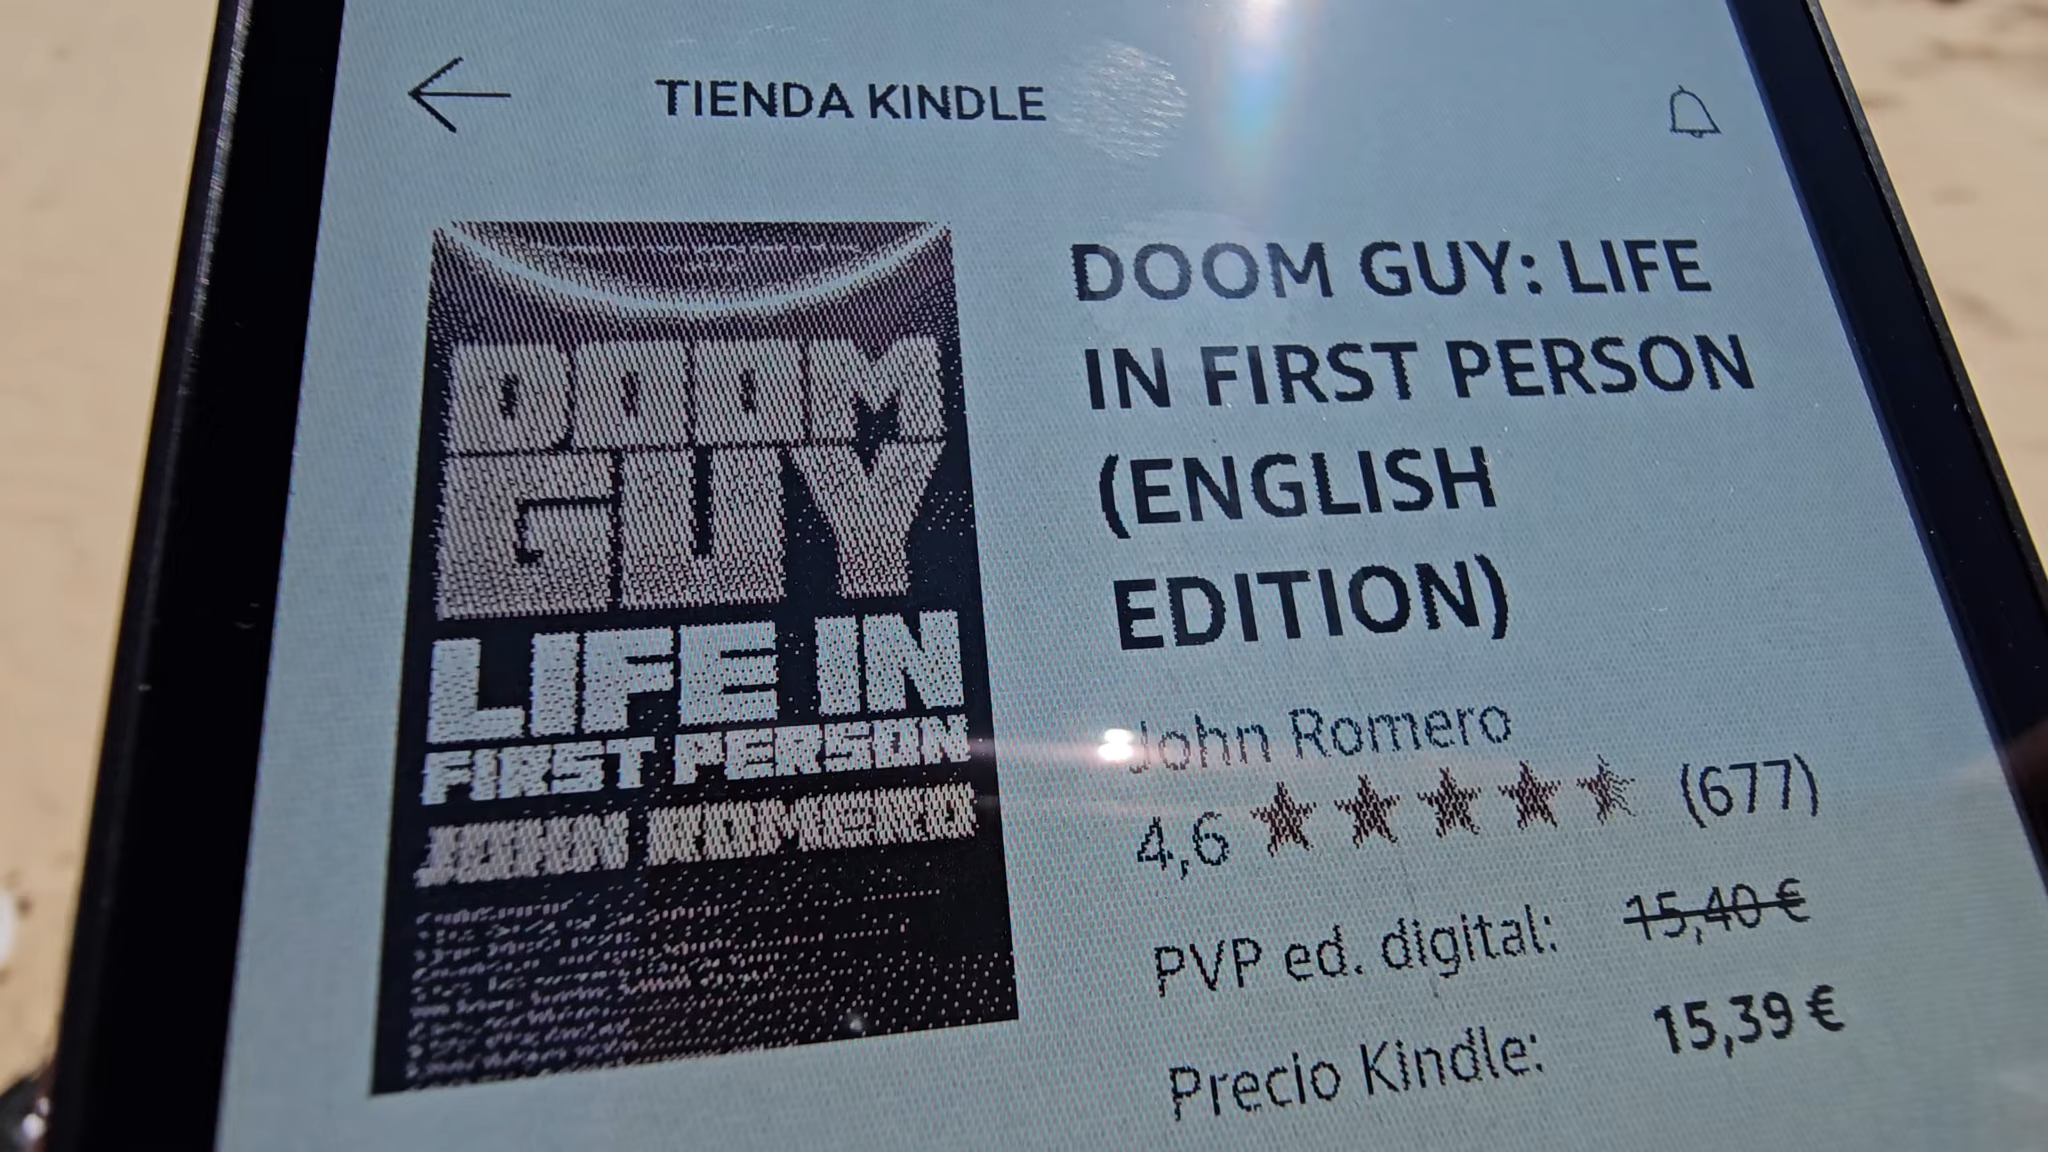 TIENDA KINDLE
DOOM
GUY
LIFE IN
FIRST PERSON
JOHN ROMERO
DOOM GUY: LIFE
IN FIRST PERSON
(ENGLISH
EDITION)
John Romero
4,6 (677)
PVP ed. digital: 15,40 €
Precio Kindle: 15,39 €